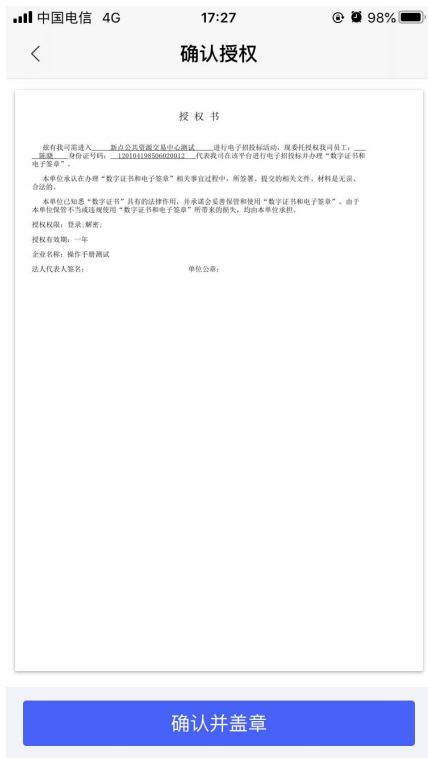 中国电信 4G 17:27 98%
确认授权
授 权 书
兹有我司需进入 新点公共资源交易中心测试 进行电子招投标活动,现委托授权我司员工:
陈晓 身份证号码: 120104198506020012 代表我司在该平台进行电子招投标并办理“数字证书和
电子签章”。
本单位承认在办理“数字证书和电子签章”相关事宜过程中,所签署、提交的相关文件、材料是无误、
合法的。
本单位已知悉“数字证书”具有的法律作用,并承诺会妥善保管和使用“数字证书和电子签章”。由于
本单位保管不当或违规使用“数字证书和电子签章”所带来的损失,均由本单位承担。
授权权限:登录;解密;
授权有效期:一年
企业名称:操作手册测试
法人代表人签名: 单位公章:
确认并盖章